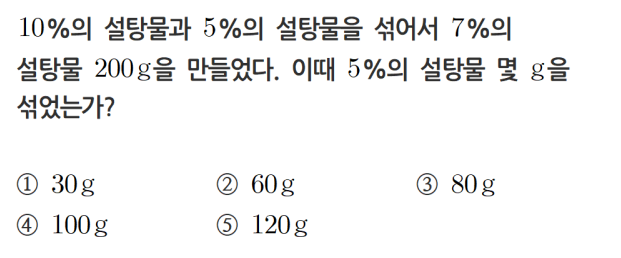 10%의 설탕물과 5%의 설탕물을 섞어서 7%의
설탕물 200g을 만들었다. 이때 5%의 설탕물 몇 g을
섞었는가?
① 30g ② 60g ③ 80g
④ 100g ⑤ 120g